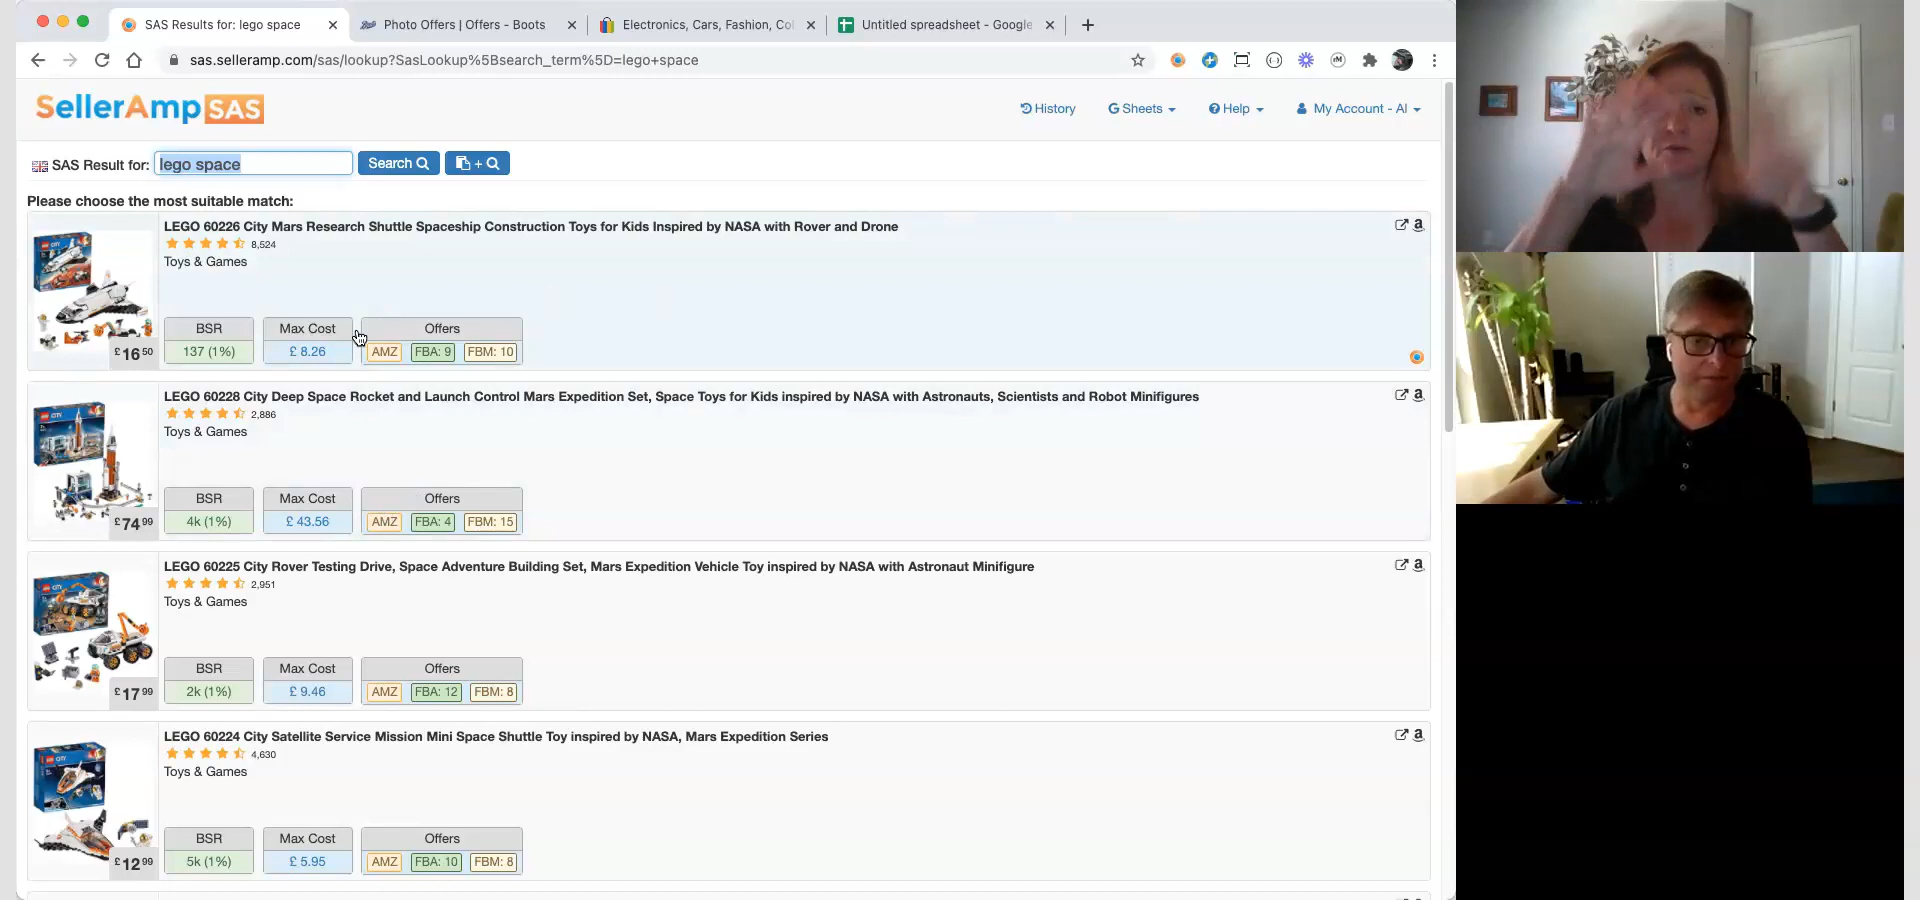 SAS Results for: lego space
Photo Offers | Offers - Boots
Electronics, Cars, Fashion, Co
Untitled spreadsheet - Google
sas.selleramp.com/sas/lookup?SasLookup%5Bsearch_term%5D=lego+space
SellerAmp SAS
History
Sheets
Help
My Account - Al
SAS Result for: lego space
Search
+
Please choose the most suitable match:
LEGO 60226 City Mars Research Shuttle Spaceship Construction Toys for Kids Inspired by NASA with Rover and Drone
8,524
Toys & Games
BSR Max Cost Offers
£16 50
137 (1%) £ 8.26 AMZ FBA: 9 FBM: 10
LEGO 60228 City Deep Space Rocket and Launch Control Mars Expedition Set, Space Toys for Kids inspired by NASA with Astronauts, Scientists and Robot Minifigures
2,886
Toys & Games
BSR Max Cost Offers
£74 99
4k (1%) £ 43.56 AMZ FBA: 4 FBM: 15
LEGO 60225 City Rover Testing Drive, Space Adventure Building Set, Mars Expedition Vehicle Toy inspired by NASA with Astronaut Minifigure
2,951
Toys & Games
BSR Max Cost Offers
£17 99
2k (1%) £ 9.46 AMZ FBA: 12 FBM: 8
LEGO 60224 City Satellite Service Mission Mini Space Shuttle Toy inspired by NASA, Mars Expedition Series
4,630
Toys & Games
BSR Max Cost Offers
£12 99
5k (1%) £ 5.95 AMZ FBA: 10 FBM: 8